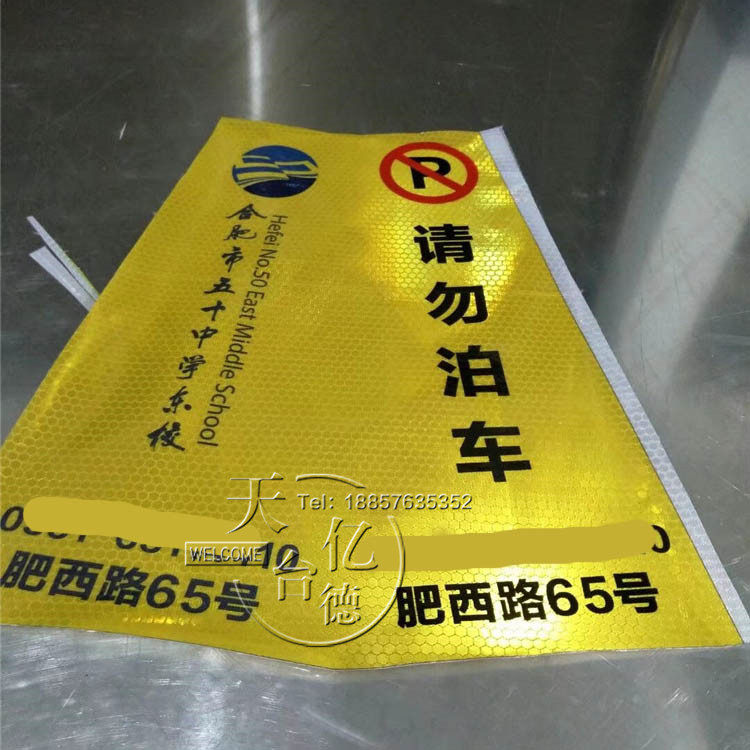 P
请勿泊车
合肥市五十中学东校
Hefei No.50 East Middle School
肥西路65号
肥西路65号
Tel: 18857635352
天台亿德
WELCOME